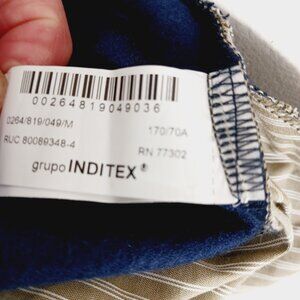 00264819049036
0264/819/049/M 170/70A
RUC 80089348-4 RN 77302
grupo INDITEX®